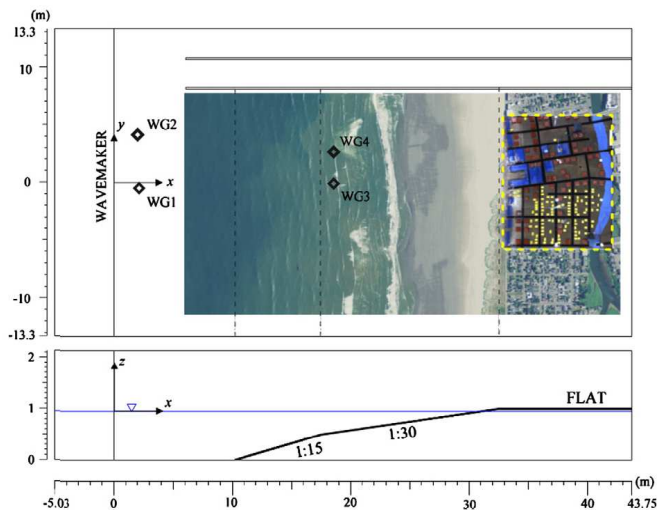 (m)
13.3
10
0
-10
-13.3
WAVEMAKER
y
x
WG2
WG1
WG4
WG3
2
1
0
z
x
1:15
1:30
FLAT
(m)
-5.03
0
10
20
30
40
43.75